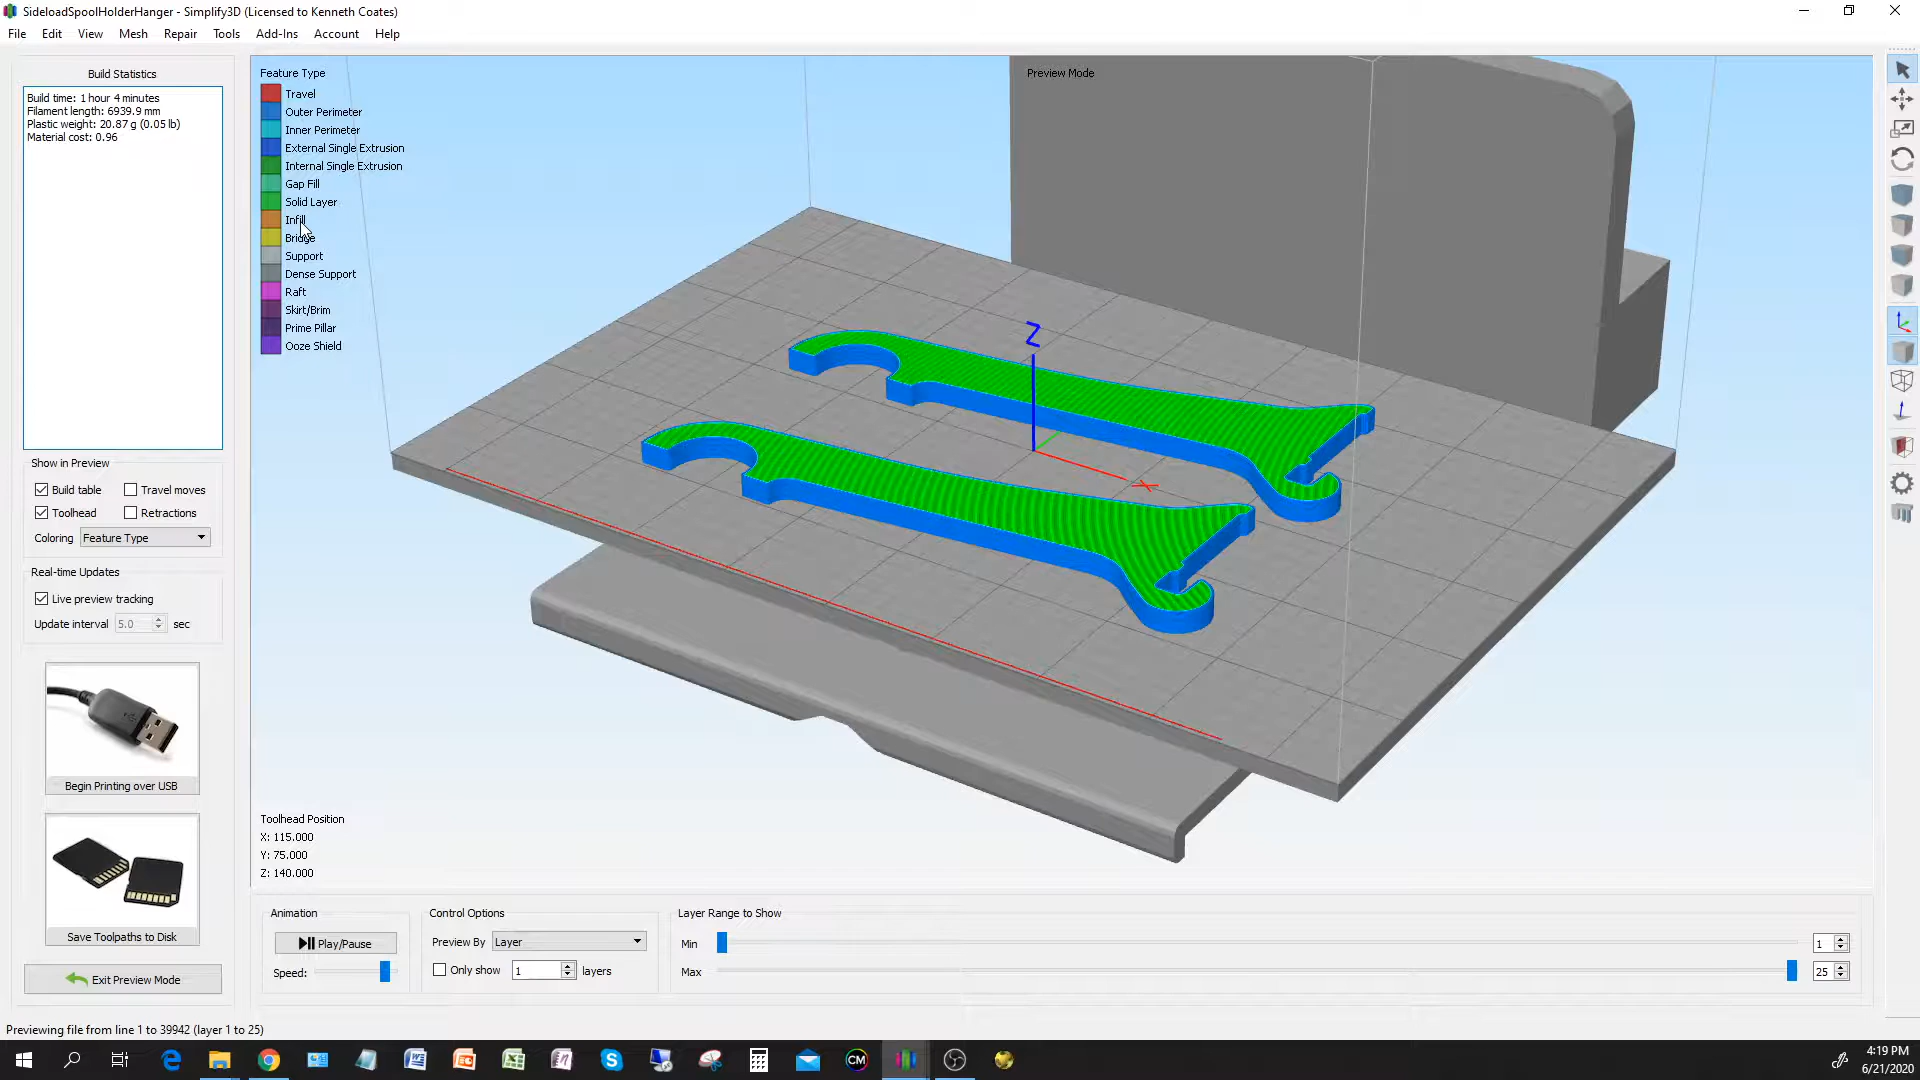 SideloadSpoolHolderHanger - Simplify3D (Licensed to Kenneth Coates)
File Edit View Mesh Repair Tools Add-Ins Account Help
Build Statistics
Build time: 1 hour 4 minutes
Filament length: 6939.9 mm
Plastic weight: 20.87 g (0.05 lb)
Material cost: 0.96
Show in Preview
Build table Travel moves
Toolhead Retractions
Coloring Feature Type
Real-time Updates
Live preview tracking
Update interval 5.0 sec
Begin Printing over USB
Save Toolpaths to Disk
Exit Preview Mode
Feature Type
Travel
Outer Perimeter
Inner Perimeter
External Single Extrusion
Internal Single Extrusion
Gap Fill
Solid Layer
Infill
Bridge
Support
Dense Support
Raft
Skirt/Brim
Prime Pillar
Ooze Shield
Preview Mode
Z
X
Toolhead Position
X: 115.000
Y: 75.000
Z: 140.000
Animation
Play/Pause
Speed:
Control Options
Preview By Layer
Only show 1 layers
Layer Range to Show
Min 1
Max 25
Previewing file from line 1 to 39942 (layer 1 to 25)
CM
4:19 PM
6/21/2020